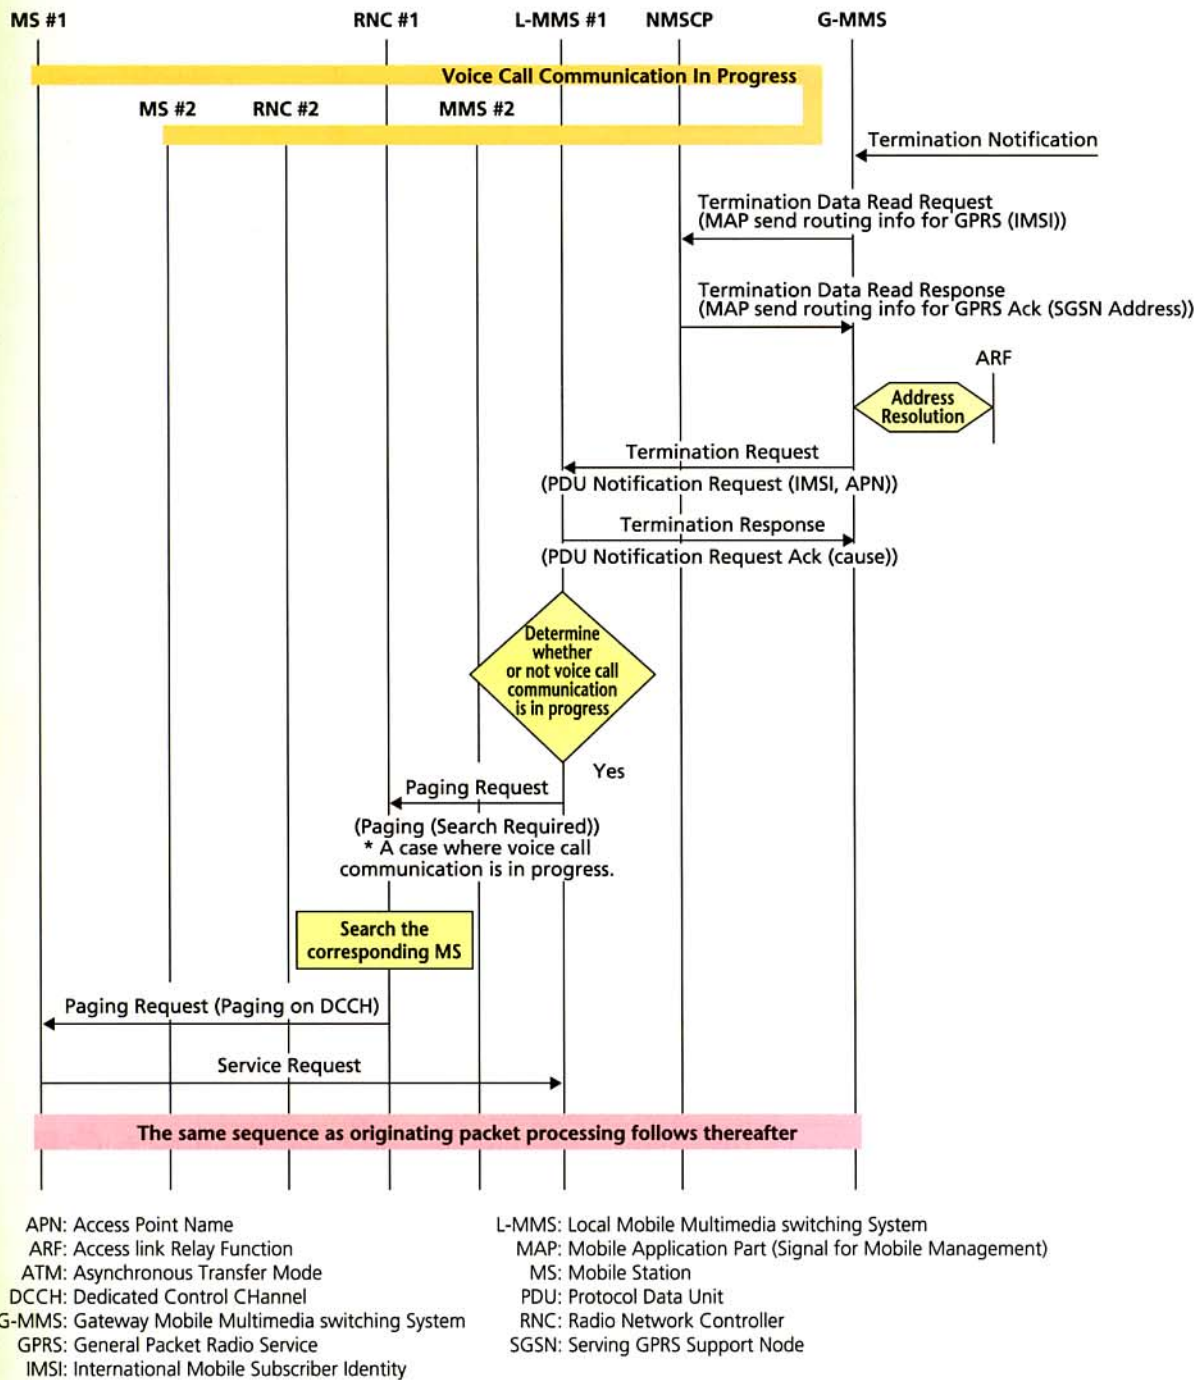 MS #1 RNC #1 L-MMS #1 NMSCP G-MMS
Voice Call Communication In Progress
MS #2 RNC #2 MMS #2
Termination Notification
Termination Data Read Request
(MAP send routing info for GPRS (IMSI))
Termination Data Read Response
(MAP send routing info for GPRS Ack (SGSN Address))
ARF
Address
Resolution
Termination Request
(PDU Notification Request (IMSI, APN))
Termination Response
(PDU Notification Request Ack (cause))
Determine
whether
or not voice call
communication
is in progress
Yes
Paging Request
(Paging (Search Required))
* A case where voice call
communication is in progress.
Search the
corresponding MS
Paging Request (Paging on DCCH)
Service Request
The same sequence as originating packet processing follows thereafter
APN: Access Point Name
ARF: Access link Relay Function
ATM: Asynchronous Transfer Mode
DCCH: Dedicated Control CHannel
G-MMS: Gateway Mobile Multimedia switching System
GPRS: General Packet Radio Service
IMSI: International Mobile Subscriber Identity
L-MMS: Local Mobile Multimedia switching System
MAP: Mobile Application Part (Signal for Mobile Management)
MS: Mobile Station
PDU: Protocol Data Unit
RNC: Radio Network Controller
SGSN: Serving GPRS Support Node